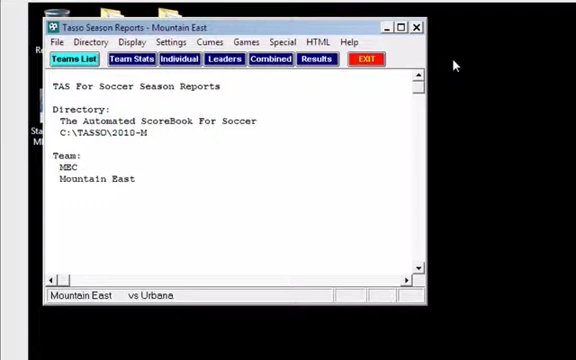 Tasso Season Reports - Mountain East
File Directory Display Settings Cumes Games Special HTML Help
Teams List Team Stats Individual Leaders Combined Results EXIT
TAS For Soccer Season Reports
Directory:
The Automated ScoreBook For Soccer
C:\TASSO\2010-M
Team:
MEC
Mountain East
Mountain East vs Urbana